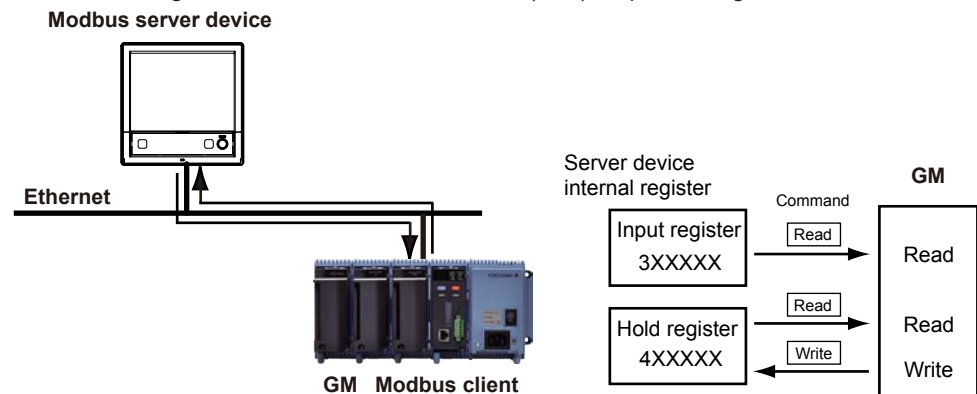 Modbus server device
Ethernet
GM Modbus client
Server device
internal register
Input register
3XXXXX
Hold register
4XXXXX
Command
Read
Read
Write
GM
Read
Read
Write